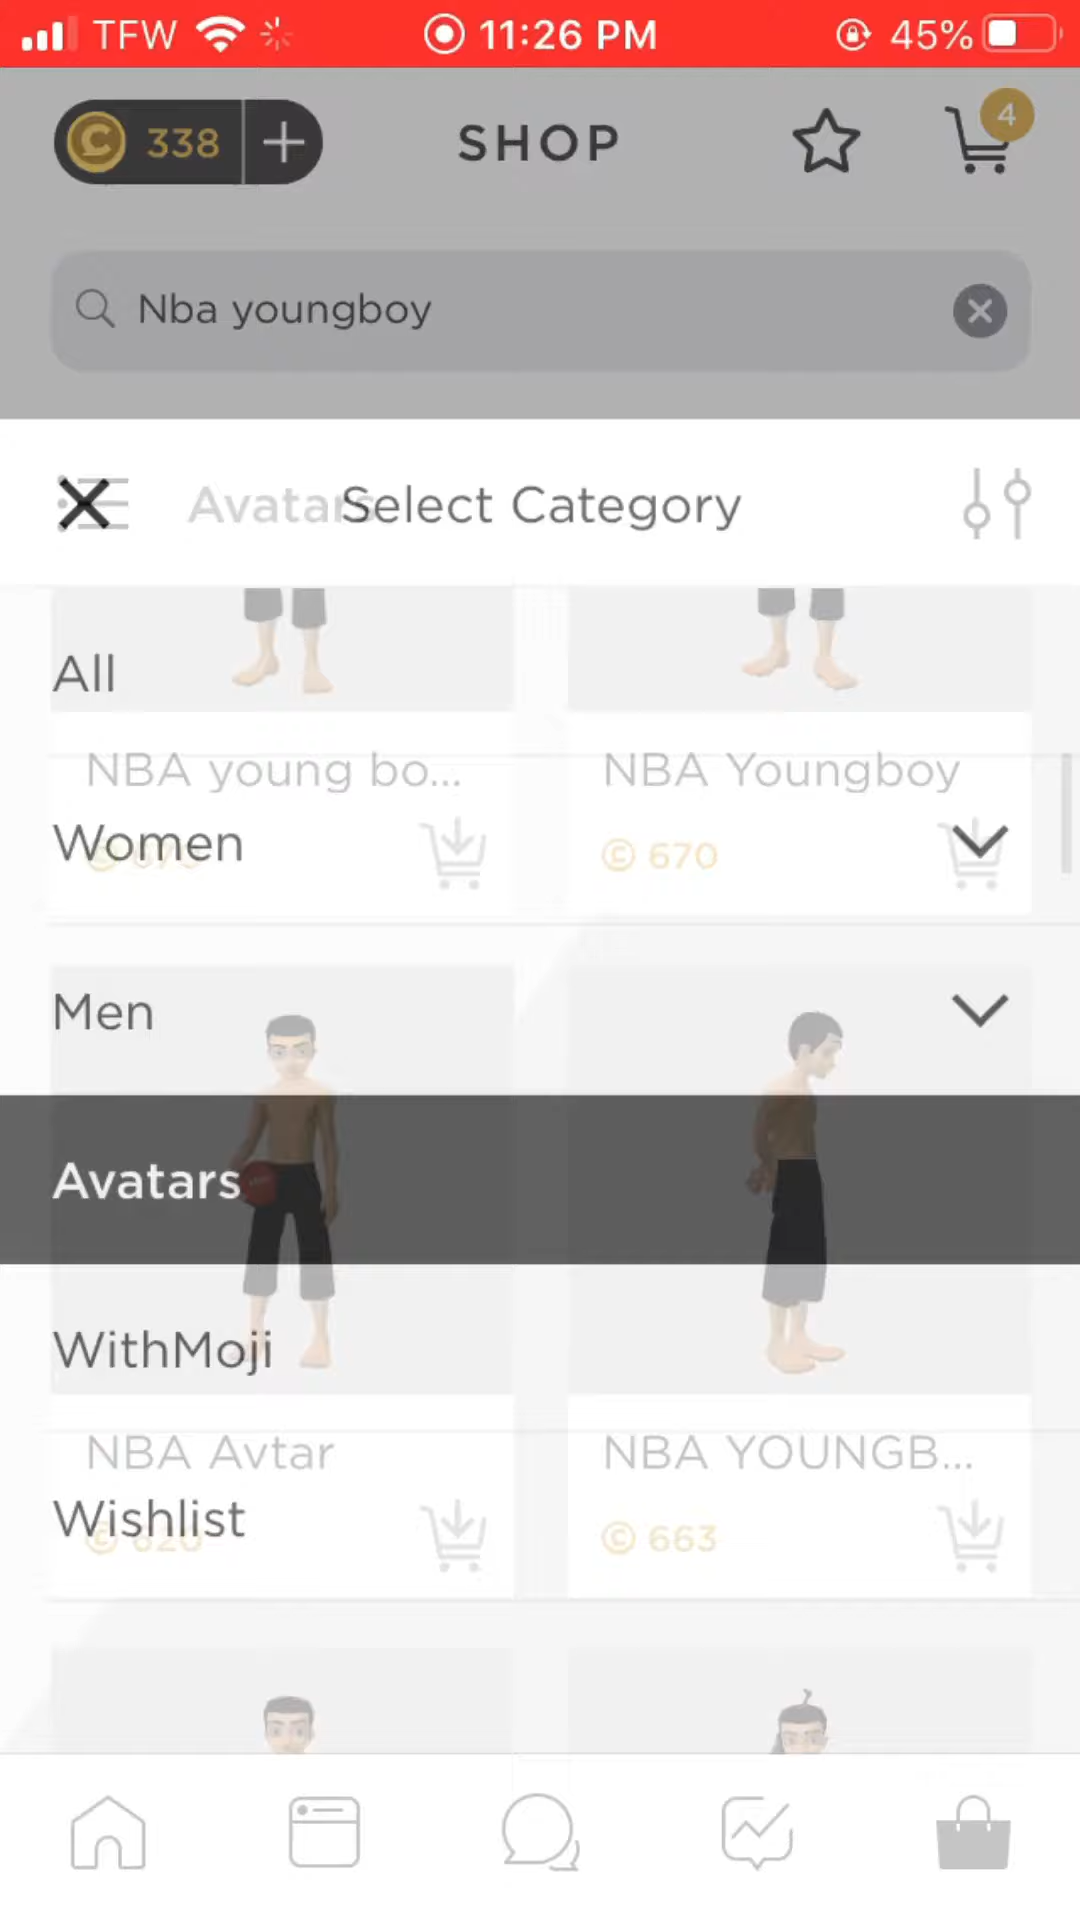 TFW 11:26 PM 45%
338 + SHOP 4
Nba youngboy
Avatars
Select Category
All
NBA young bo... NBA Youngboy
Women
670
Men
Avatars
WithMoji
NBA Avtar NBA YOUNGB...
Wishlist
663